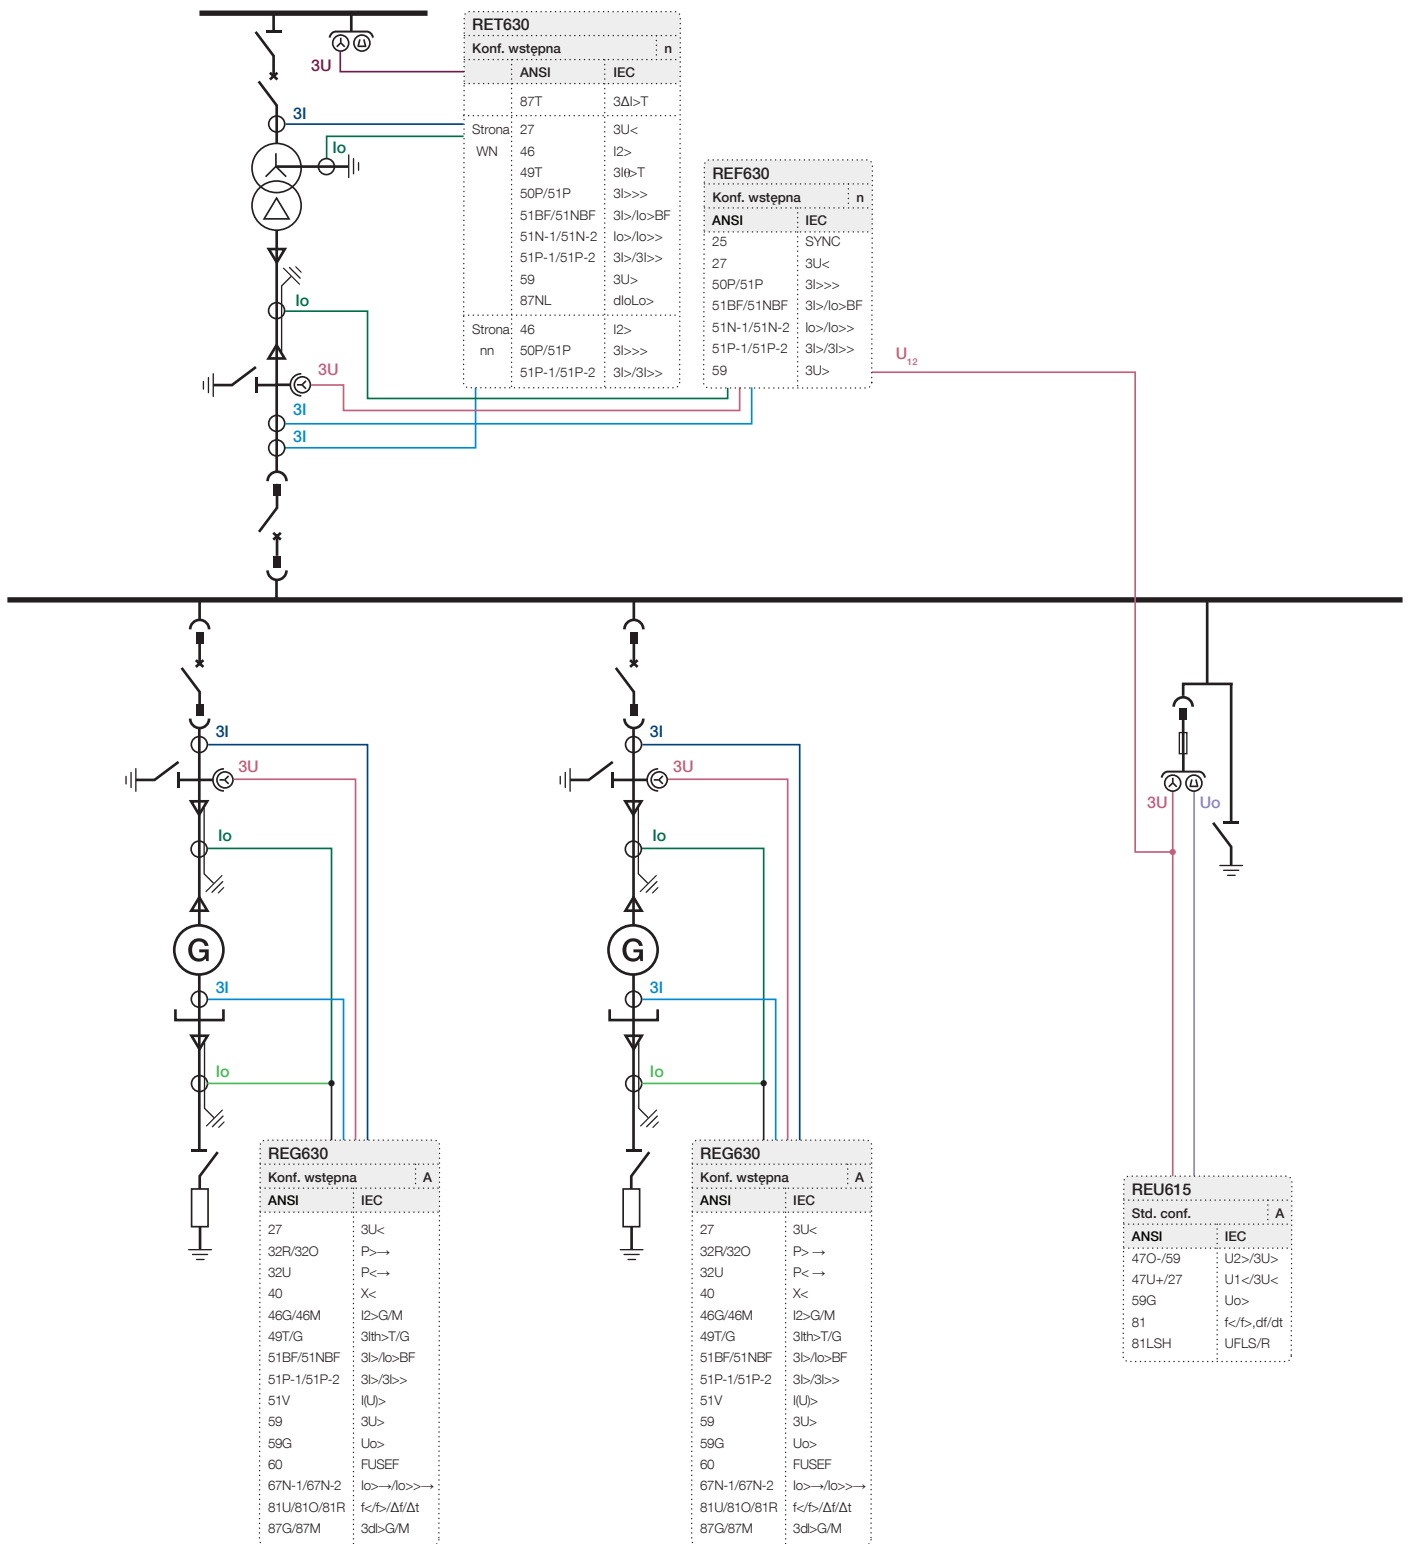 RET630
Konf. wstępna n
ANSI IEC
87T 3ΔI>T
Strona 27 3U<
WN 46 I2>
49T 3Iθ>T
50P/51P 3I>>>
51BF/51NBF 3I>/Io>BF
51N-1/51N-2 Io>/Io>>
51P-1/51P-2 3I>/3I>>
59 3U>
87NL dIoLo>
Strona 46 I2>
nn 50P/51P 3I>>>
51P-1/51P-2 3I>/3I>>
3U
3I
Io
Io
3U
3I
3I
REF630
Konf. wstępna n
ANSI IEC
25 SYNC
27 3U<
50P/51P 3I>>>
51BF/51NBF 3I>/Io>BF
51N-1/51N-2 Io>/Io>>
51P-1/51P-2 3I>/3I>>
59 3U>
U12
3I
3U
Io
G
3I
Io
REG630
Konf. wstępna A
ANSI IEC
27 3U<
32R/32O P>→
32U P<→
40 X<
46G/46M I2>G/M
49T/G 3Ith>T/G
51BF/51NBF 3I>/Io>BF
51P-1/51P-2 3I>/3I>>
51V I(U)>
59 3U>
59G Uo>
60 FUSEF
67N-1/67N-2 Io>→/Io>>→
81U/81O/81R f</f>/Δf/Δt
87G/87M 3dI>G/M
3I
3U
Io
G
3I
Io
REG630
Konf. wstępna A
ANSI IEC
27 3U<
32R/32O P> →
32U P< →
40 X<
46G/46M I2>G/M
49T/G 3Ith>T/G
51BF/51NBF 3I>/Io>BF
51P-1/51P-2 3I>/3I>>
51V I(U)>
59 3U>
59G Uo>
60 FUSEF
67N-1/67N-2 Io>→/Io>>→
81U/81O/81R f</f>/Δf/Δt
87G/87M 3dI>G/M
3U Uo
REU615
Std. conf. A
ANSI IEC
47O-/59 U2>/3U>
47U+/27 U1</3U<
59G Uo>
81 f</f>,df/dt
81LSH UFLS/R